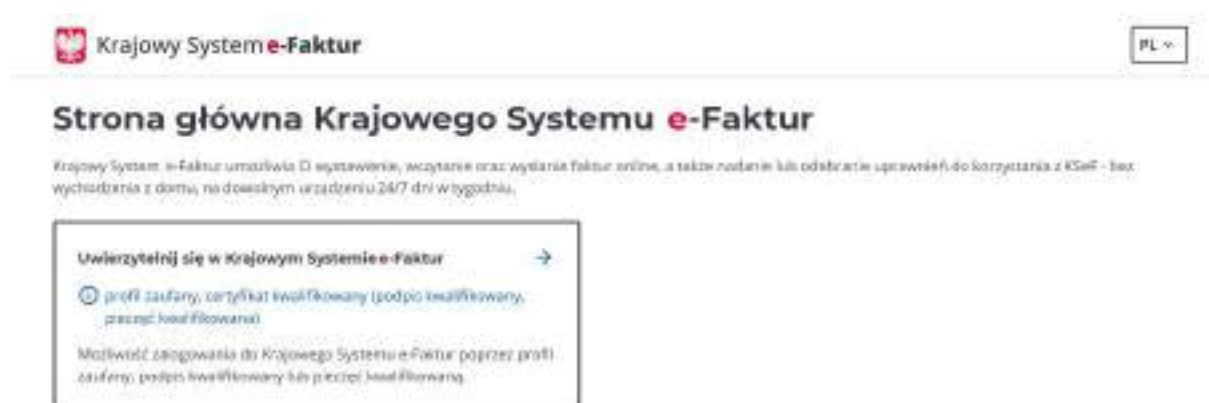 Krajowy System e-Faktur
PL
Strona główna Krajowego Systemu e-Faktur
Krajowy System e-Faktur umożliwia Ci wystawienie, wczytanie oraz wysłania faktur online, a także nadanie lub odebranie uprawnień do korzystania z KSeF - bez
wychodzenia z domu, na dowolnym urządzeniu 24/7 dni w tygodniu.
Uwierzytelnij się w Krajowym Systemie e-Faktur
profil zaufany, certyfikat kwalifikowany (podpis kwalifikowany,
pieczęć kwalifikowana)
Możliwość zalogowania do Krajowego Systemu e-Faktur poprzez profil
zaufany, podpis kwalifikowany lub pieczęć kwalifikowaną.